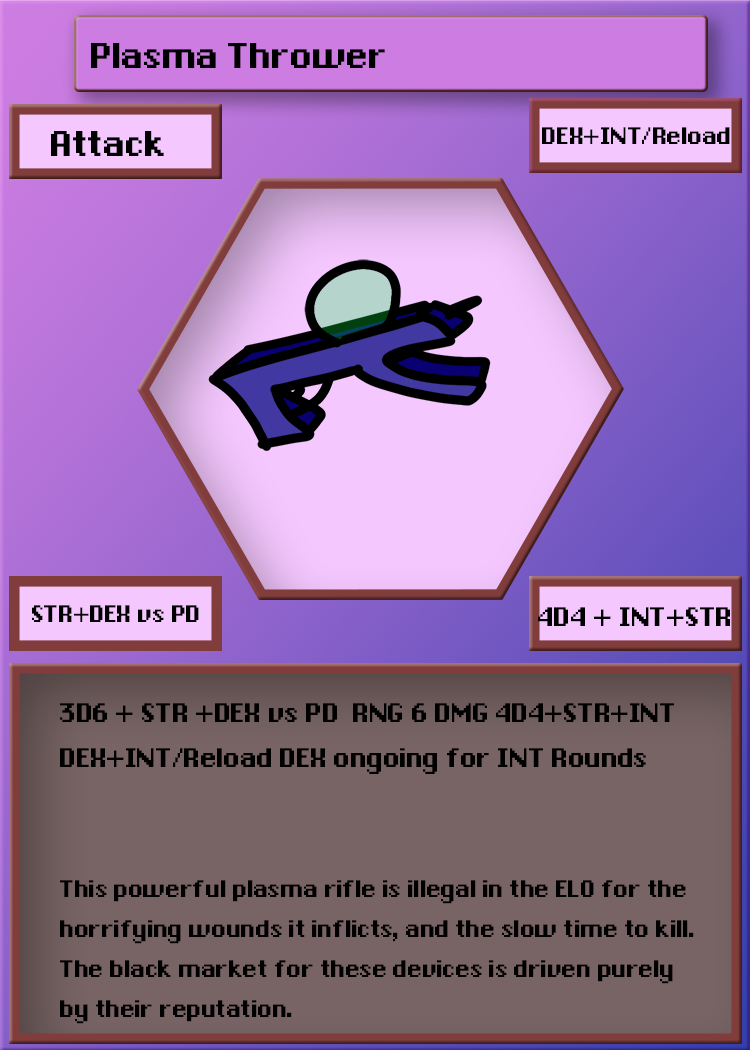 Plasma Thrower
Attack
DEX+INT/Reload
STR+DEX vs PD
4D4 + INT+STR
3D6 + STR +DEX vs PD  RNG 6 DMG 4D4+STR+INT
DEX+INT/Reload DEX ongoing for INT Rounds
This powerful plasma rifle is illegal in the ELO for the
horrifying wounds it inflicts, and the slow time to kill.
The black market for these devices is driven purely
by their reputation.